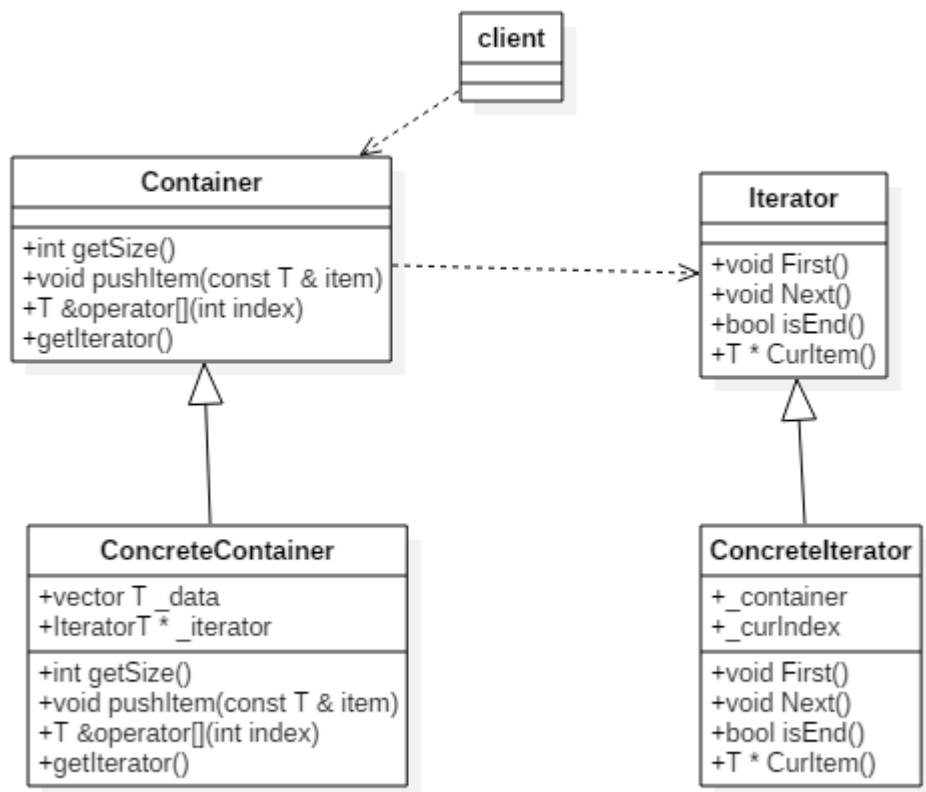 client
Container
+int getSize()
+void pushItem(const T & item)
+T &operator[](int index)
+getIterator()
Iterator
+void First()
+void Next()
+bool isEnd()
+T * CurItem()
ConcreteContainer
+vector T _data
+IteratorT * _iterator
+int getSize()
+void pushItem(const T & item)
+T &operator[](int index)
+getIterator()
ConcreteIterator
+_container
+_curIndex
+void First()
+void Next()
+bool isEnd()
+T * CurItem()